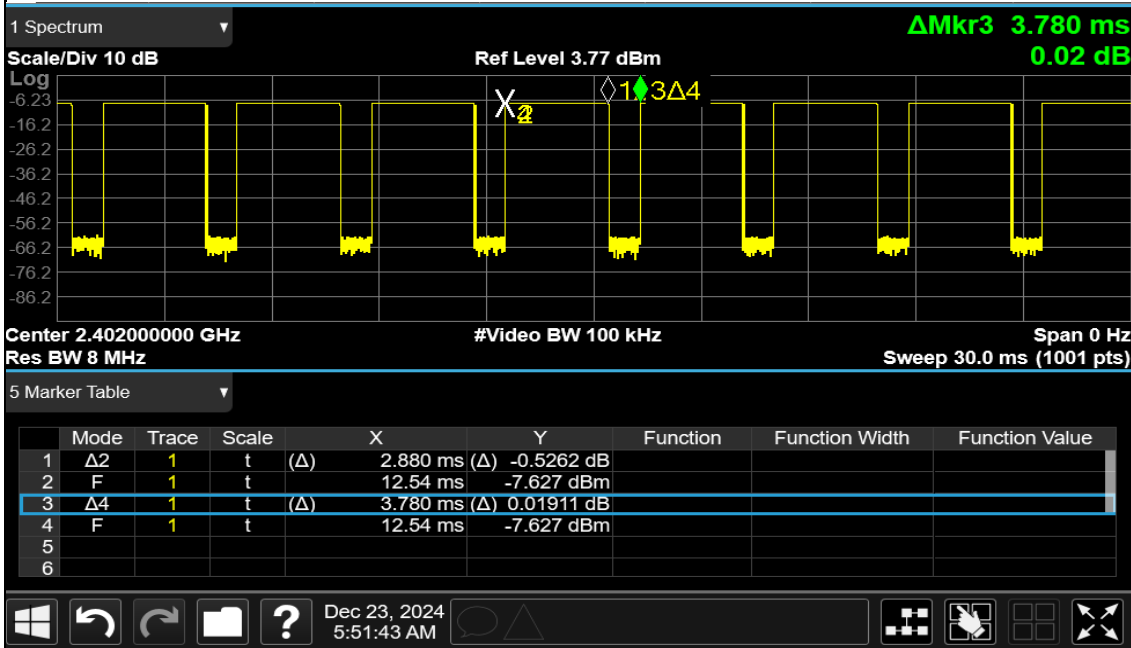 1 Spectrum
ΔMkr3 3.780 ms
Scale/Div 10 dB Ref Level 3.77 dBm 0.02 dB
Log
1 3Δ4
-6.23
X
-16.2
-26.2
-36.2
-46.2
-56.2
-66.2
-76.2
-86.2
Center 2.402000000 GHz #Video BW 100 kHz Span 0 Hz
Res BW 8 MHz Sweep 30.0 ms (1001 pts)
5 Marker Table
Mode Trace Scale X Y Function Function Width Function Value
1 Δ2 1 t (Δ) 2.880 ms (Δ) -0.5262 dB
2 F 1 t 12.54 ms -7.627 dBm
3 Δ4 1 t (Δ) 3.780 ms (Δ) 0.01911 dB
4 F 1 t 12.54 ms -7.627 dBm
5
6
?
Dec 23, 2024
5:51:43 AM